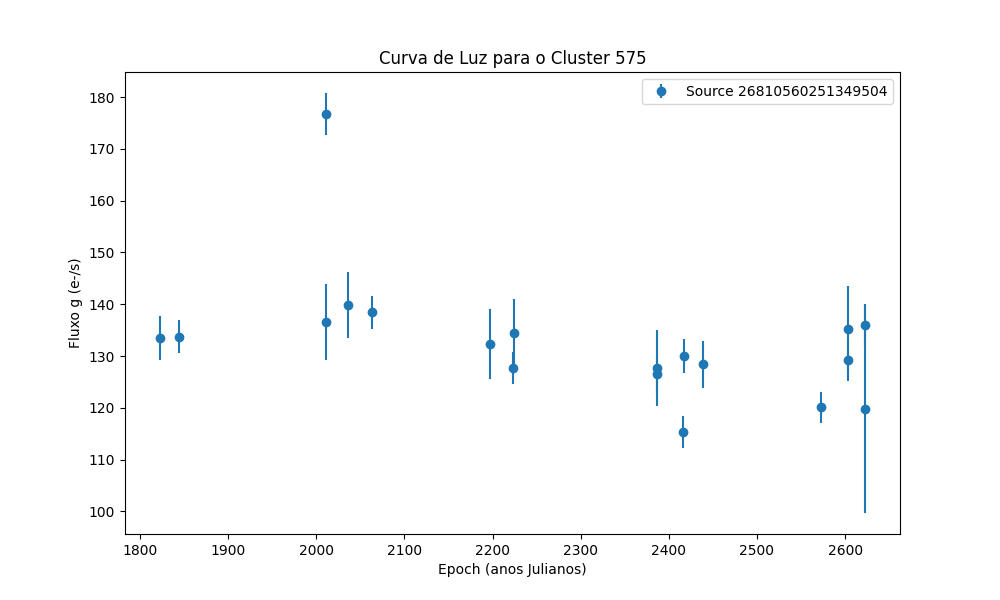 Curva de Luz para o Cluster 575
Source 26810560251349504
Fluxo g (e-/s)
180
170
160
150
140
130
120
110
100
1800 1900 2000 2100 2200 2300 2400 2500 2600
Epoch (anos Julianos)